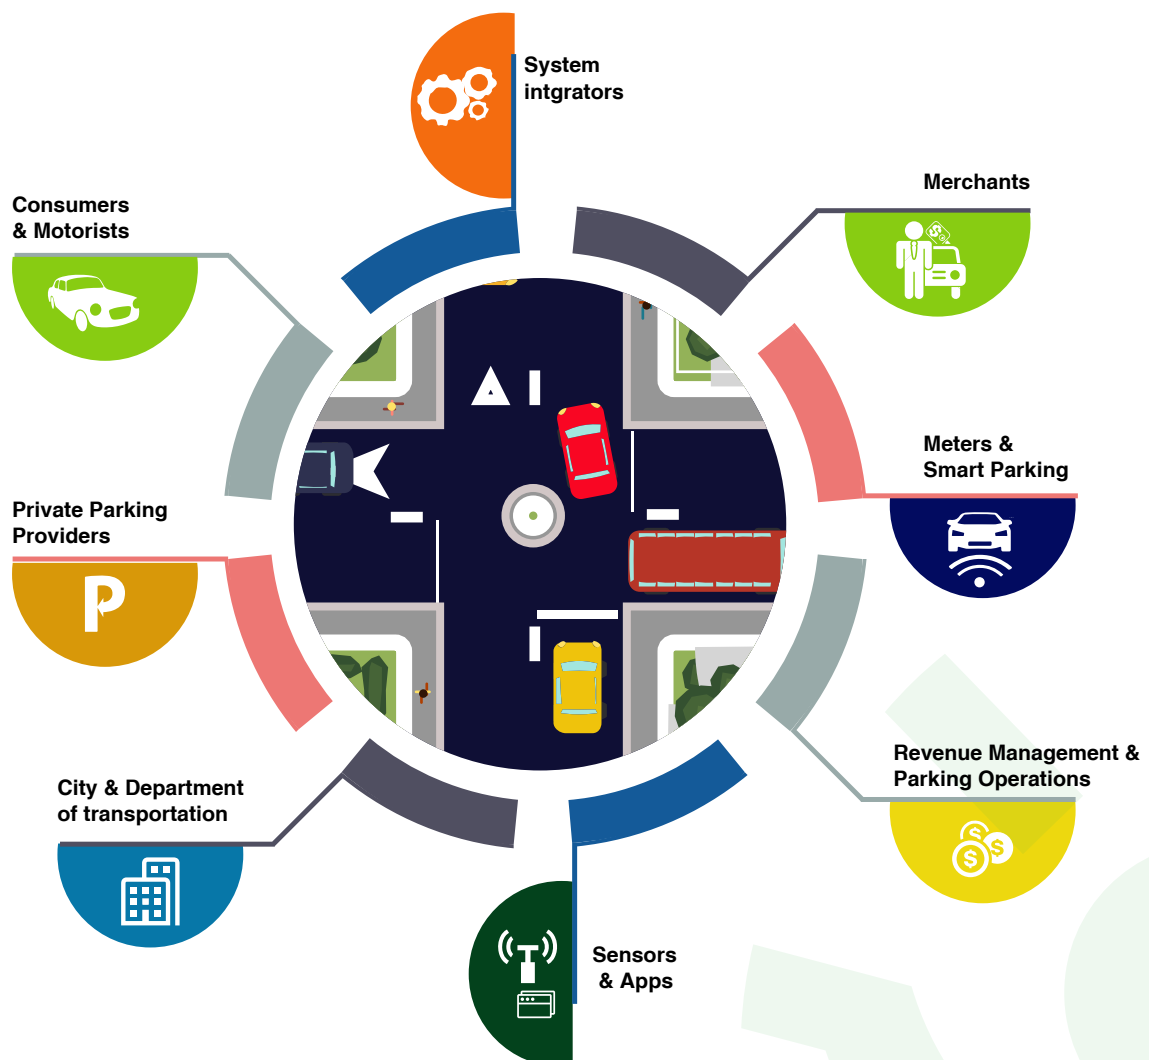 System
intgrators
Merchants
Consumers
& Motorists
Meters &
Smart Parking
Private Parking
Providers
Revenue Management &
Parking Operations
City & Department
of transportation
Sensors
& Apps